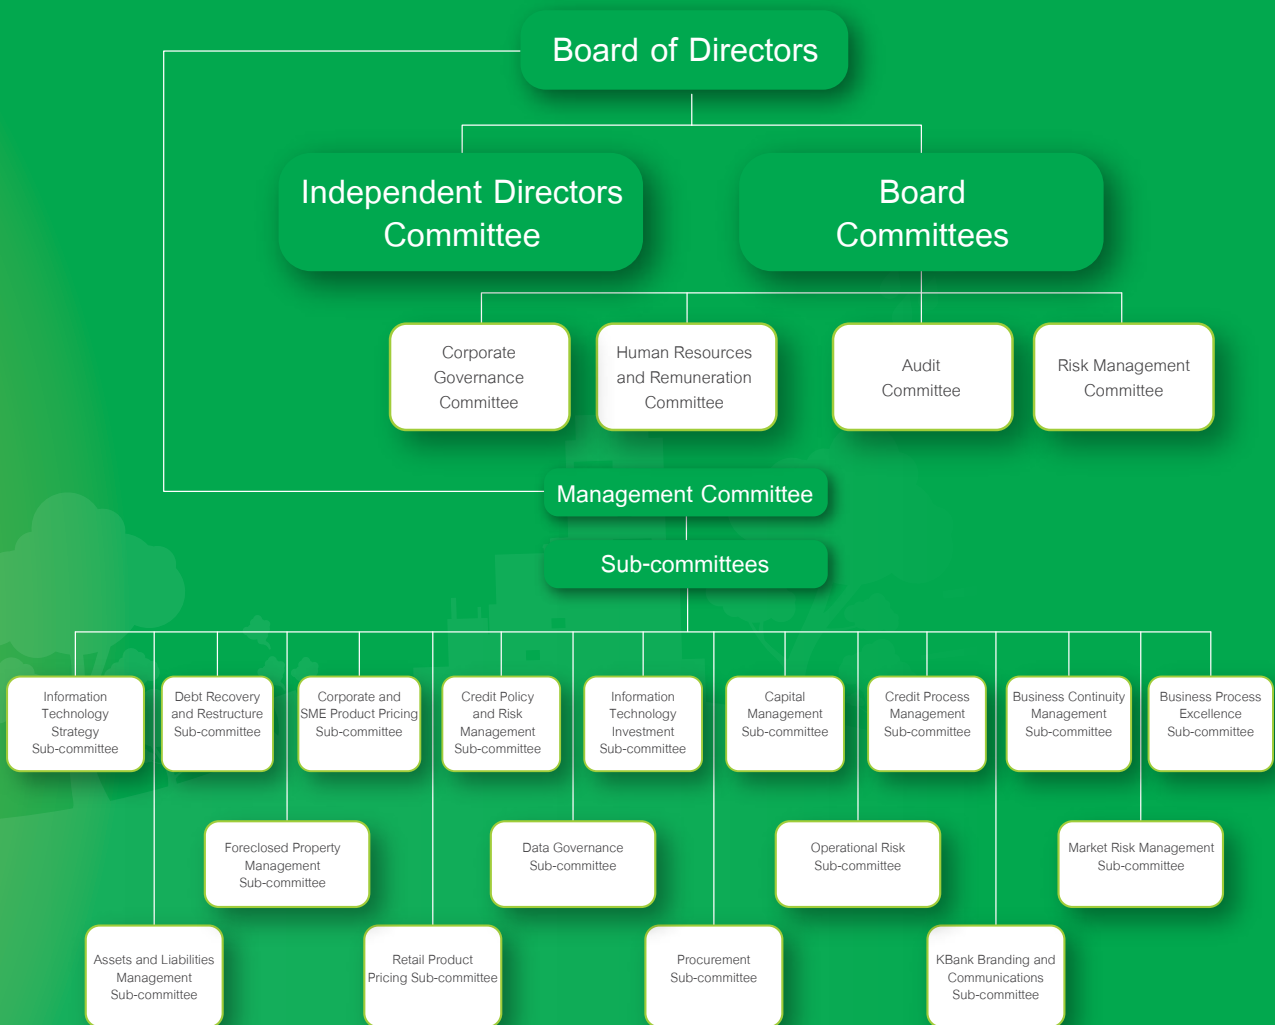 Board of Directors
Independent Directors
Committee
Board
Committees
Corporate
Governance
Committee
Human Resources
and Remuneration
Committee
Audit
Committee
Risk Management
Committee
Management Committee
Sub-committees
Information
Technology
Strategy
Sub-committee
Debt Recovery
and Restructure
Sub-committee
Corporate and
SME Product Pricing
Sub-committee
Credit Policy
and Risk
Management
Sub-committee
Information
Technology
Investment
Sub-committee
Capital
Management
Sub-committee
Credit Process
Management
Sub-committee
Business Continuity
Management
Sub-committee
Business Process
Excellence
Sub-committee
Foreclosed Property
Management
Sub-committee
Data Governance
Sub-committee
Operational Risk
Sub-committee
Market Risk Management
Sub-committee
Assets and Liabilities
Management
Sub-committee
Retail Product
Pricing Sub-committee
Procurement
Sub-committee
KBank Branding and
Communications
Sub-committee